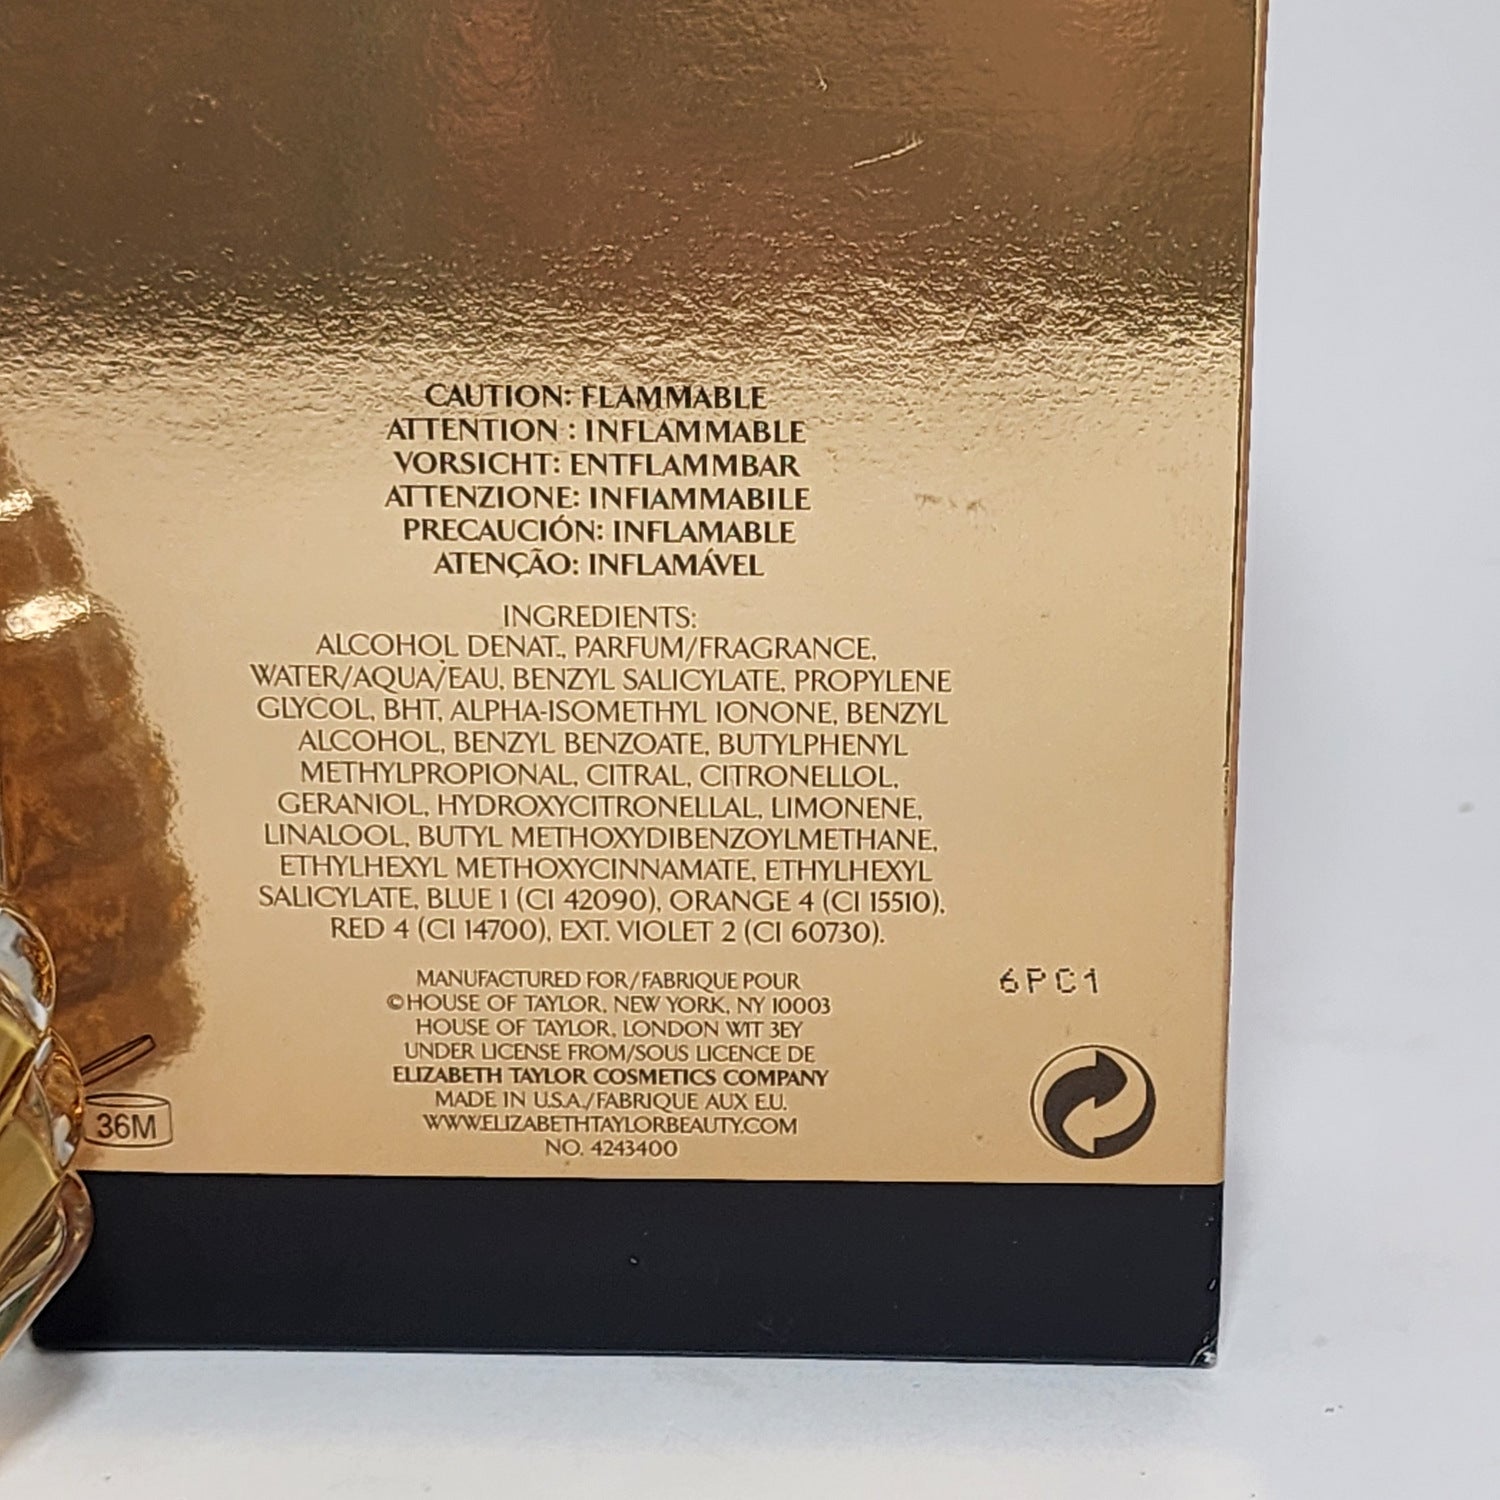 CAUTION: FLAMMABLE
ATTENTION : INFLAMMABLE
VORSICHT: ENTFLAMMBAR
ATTENZIONE: INFIAMMABILE
PRECAUCIÓN: INFLAMABLE
ATENÇÃO: INFLAMÁVEL
INGREDIENTS:
ALCOHOL DENAT., PARFUM/FRAGRANCE,
WATER/AQUA/EAU, BENZYL SALICYLATE, PROPYLENE
GLYCOL, BHT, ALPHA-ISOMETHYL IONONE, BENZYL
ALCOHOL, BENZYL BENZOATE, BUTYLPHENYL
METHYLPROPIONAL, CITRAL, CITRONELLOL,
GERANIOL, HYDROXYCITRONELLAL, LIMONENE,
LINALOOL, BUTYL METHOXYDIBENZOYLMETHANE,
ETHYLHEXYL METHOXYCINNAMATE, ETHYLHEXYL
SALICYLATE, BLUE 1 (CI 42090), ORANGE 4 (CI 15510),
RED 4 (CI 14700), EXT. VIOLET 2 (CI 60730).
MANUFACTURED FOR/FABRIQUE POUR
©HOUSE OF TAYLOR, NEW YORK, NY 10003
HOUSE OF TAYLOR, LONDON W1T 3EY
UNDER LICENSE FROM/SOUS LICENCE DE
ELIZABETH TAYLOR COSMETICS COMPANY
MADE IN U.S.A./FABRIQUE AUX E.U.
WWW.ELIZABETHTAYLORBEAUTY.COM
NO. 4243400
6PC1
36M